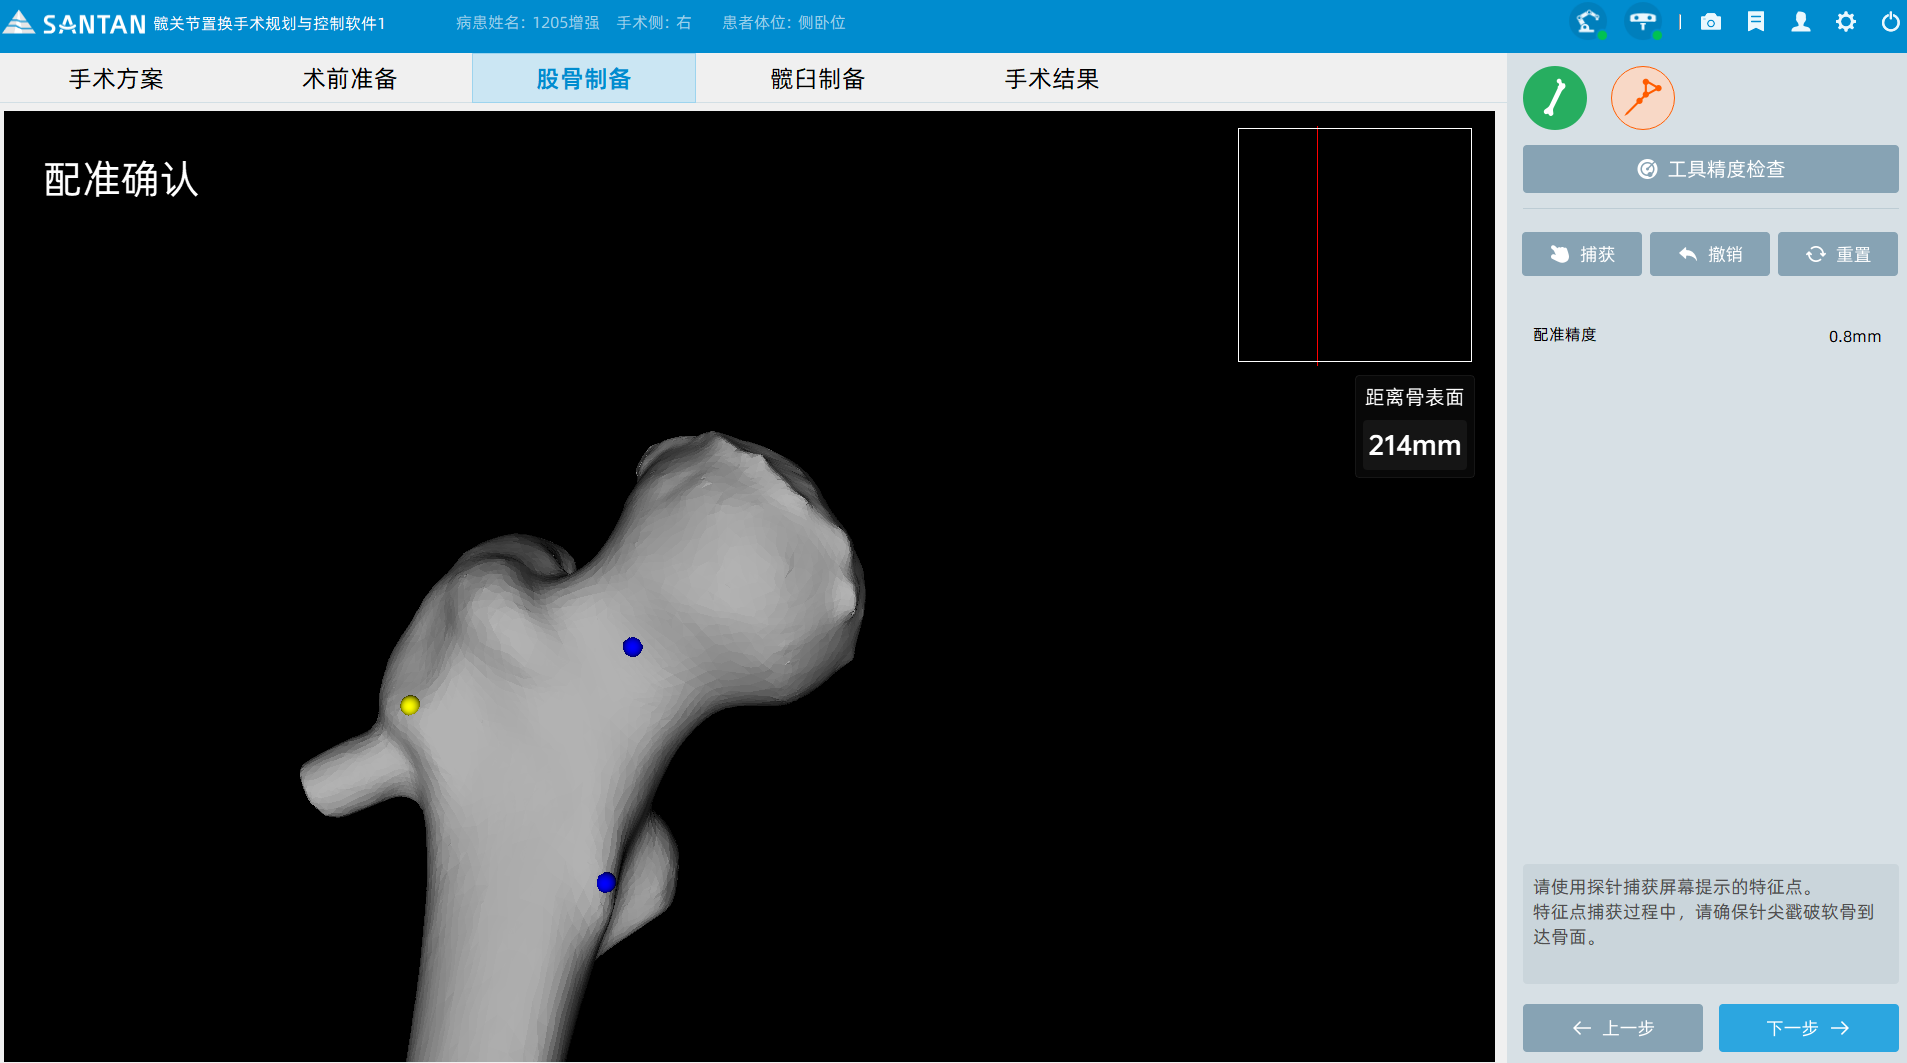 SANTAN 髋关节置换手术规划与控制软件1 病患姓名: 1205增强 手术侧: 右 患者体位: 侧卧位
手术方案 术前准备 股骨制备 髋臼制备 手术结果
配准确认
距离骨表面
214mm
工具精度检查
捕获 撤销 重置
配准精度 0.8mm
请使用探针捕获屏幕提示的特征点。
特征点捕获过程中，请确保针尖戳破软骨到
达骨面。
上一步 下一步